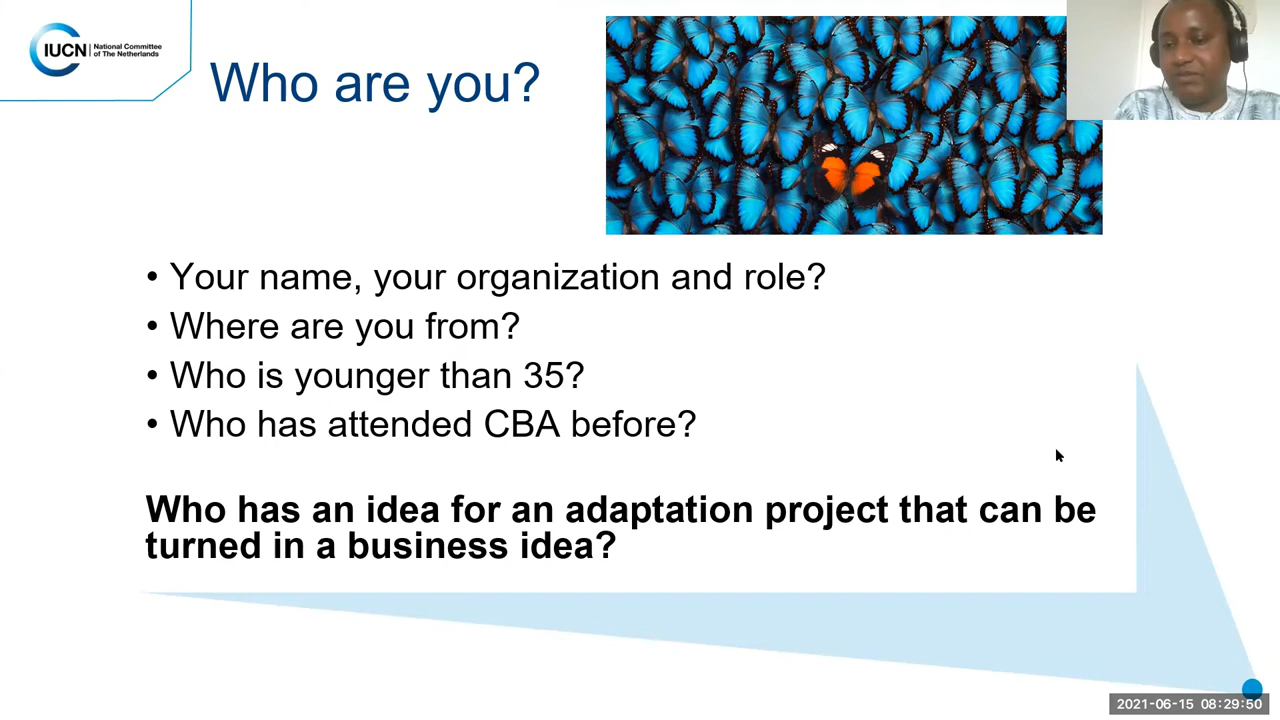 IUCN
National Committee
of The Netherlands
Who are you?
• Your name, your organization and role?
• Where are you from?
• Who is younger than 35?
• Who has attended CBA before?
Who has an idea for an adaptation project that can be
turned in a business idea?
2021-06-15 08:29:50